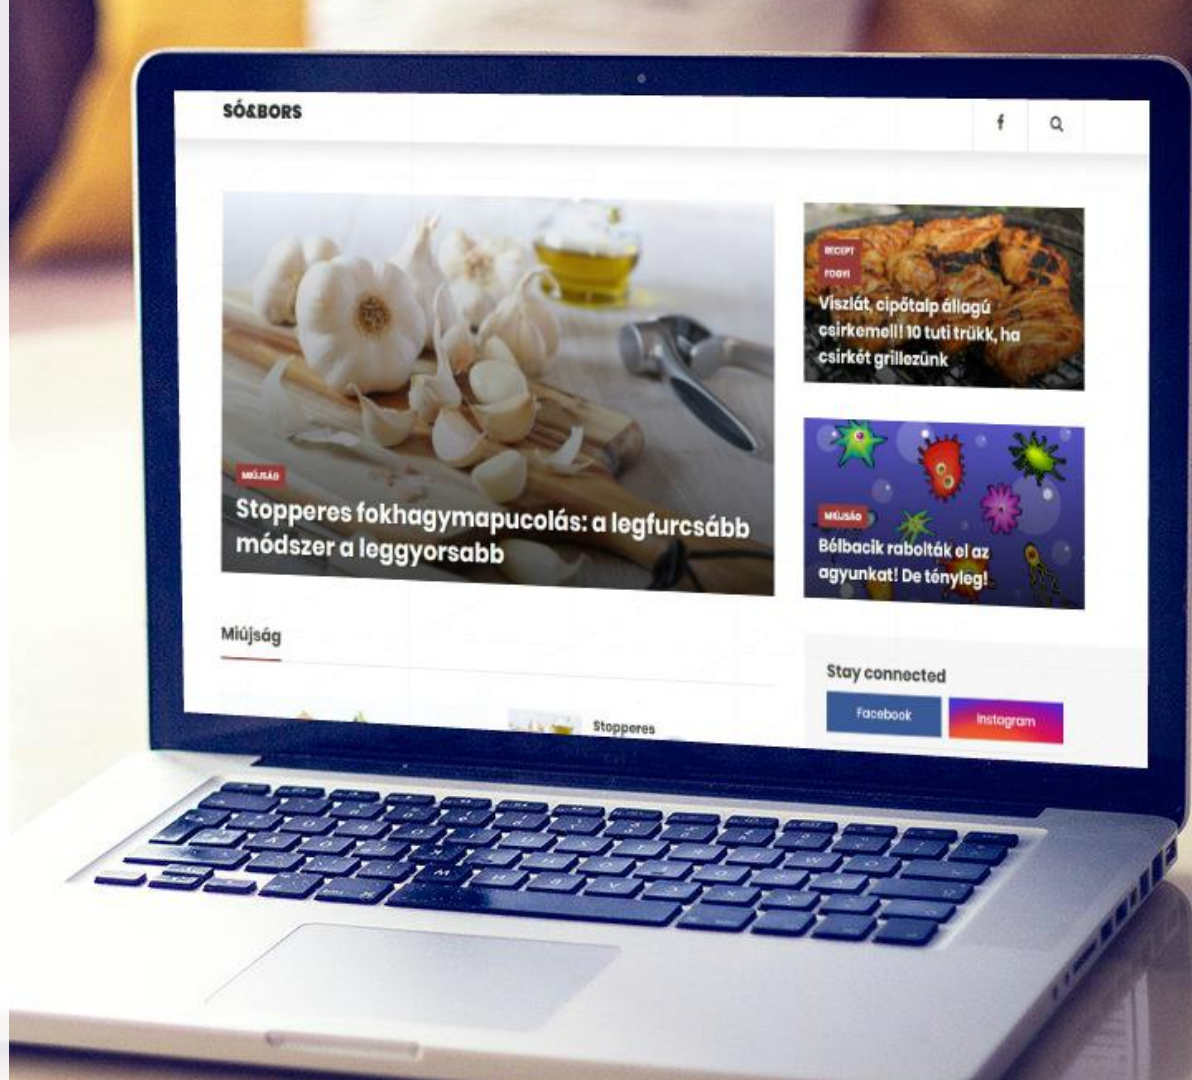 SÓ&BORS
f
MIÚJSÁG
Stopperes fokhagymapucolás: a legfurcsább
módszer a leggyorsabb
RECEPT
FOGYI
Viszlát, cipőtalp állagú
csirkemell! 10 tuti trükk, ha
csirkét grillezünk
MIÚJSÁG
Bélbacik rabolták el az
agyunkat! De tényleg!
Miújság
Stopperes
Stay connected
Facebook
Instagram